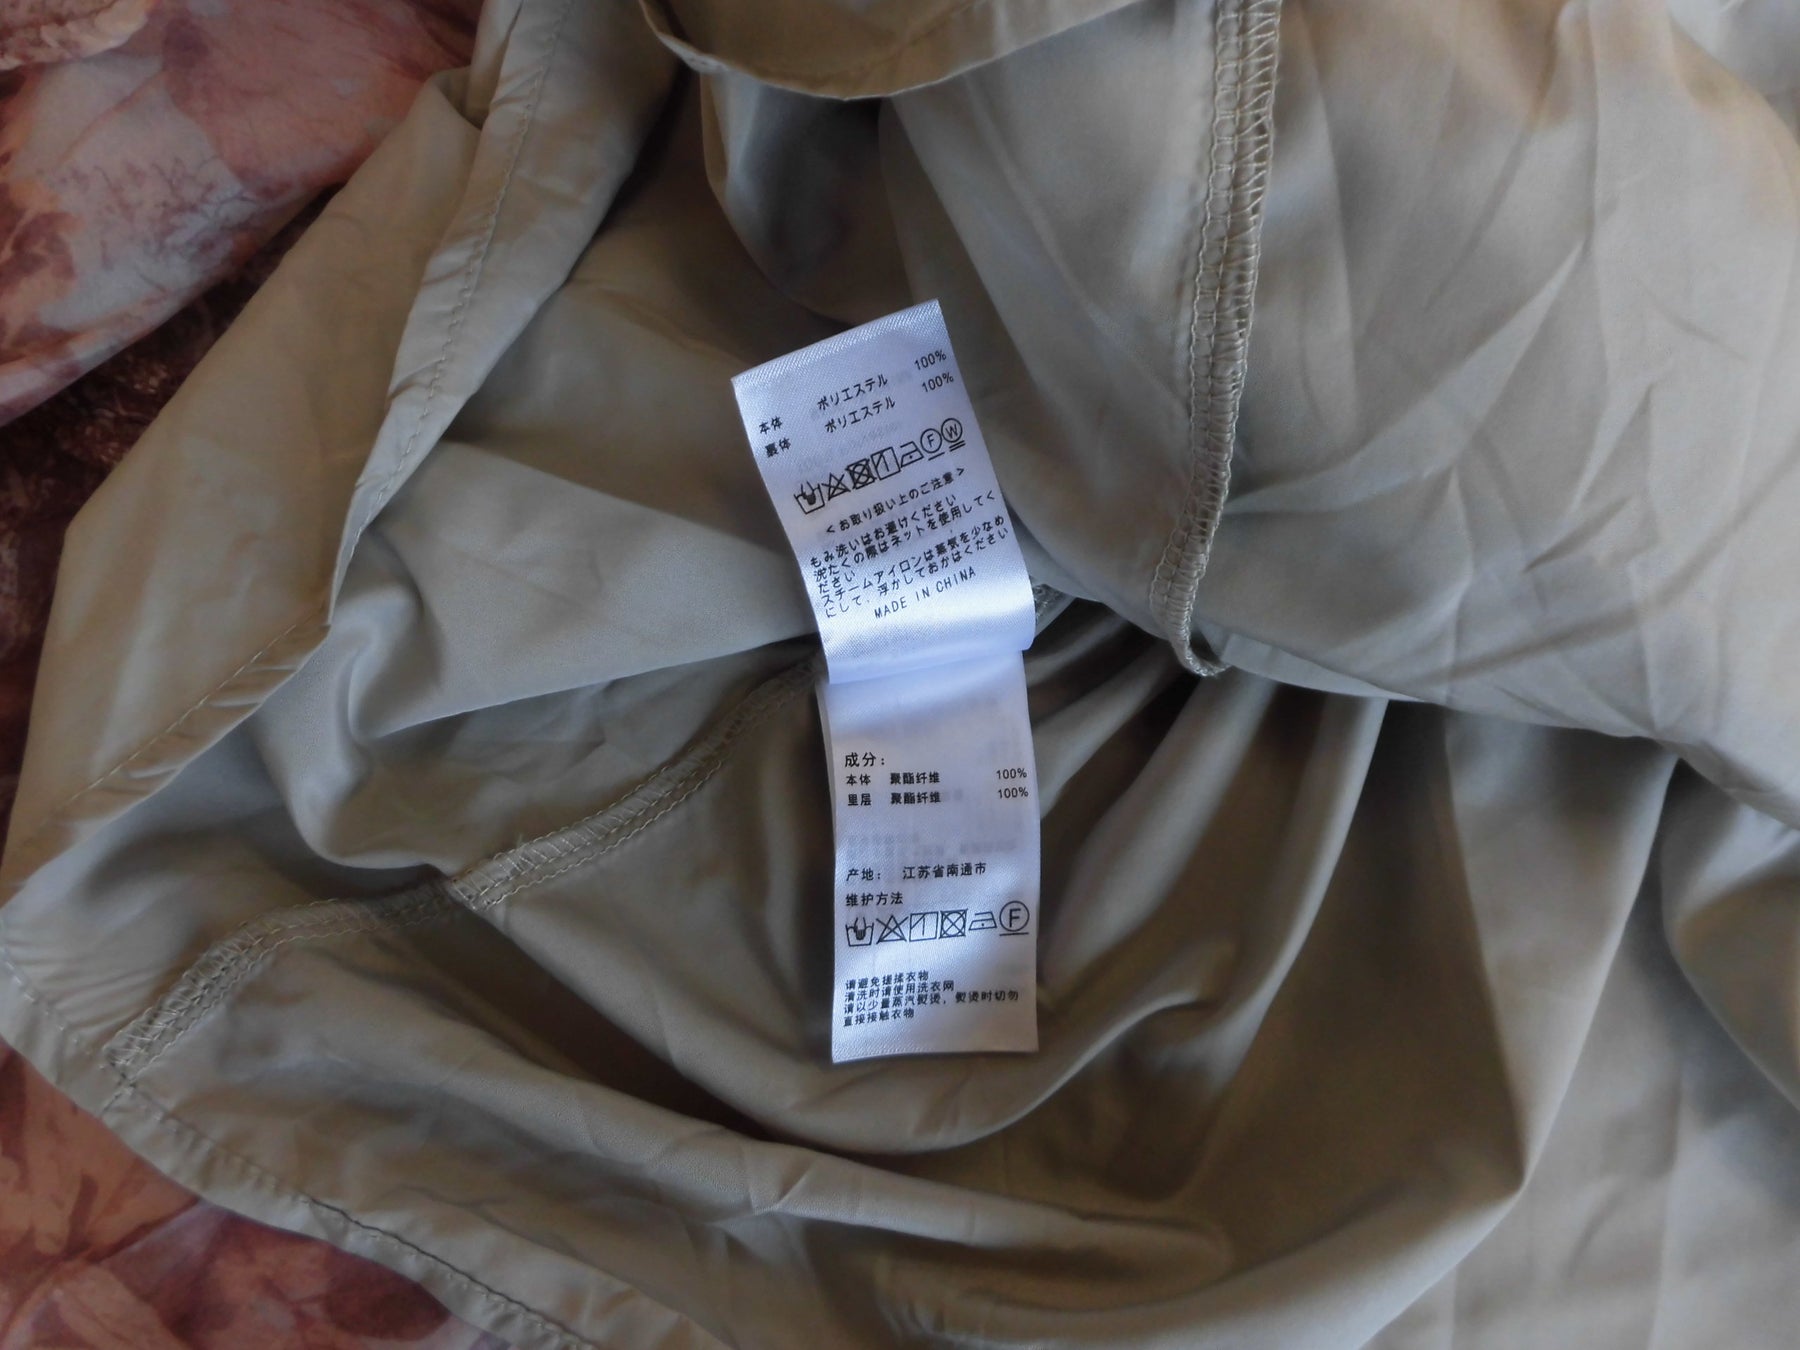 本体 ポリエステル 100%
裏体 ポリエステル 100%
F W
<お取り扱い上のご注意>
もみ洗いはお避けください
洗たくの際はネットを使用してく
ださい
スチームアイロンは蒸気を少なめ
にして、浮かしておかけください
MADE IN CHINA
成分：
本体 聚酯纤维 100%
里层 聚酯纤维 100%
产地： 江苏省南通市
维护方法
F
请避免搓揉衣物
清洗时请使用洗衣网
请以少量蒸汽熨烫，熨烫时切勿
直接接触衣物